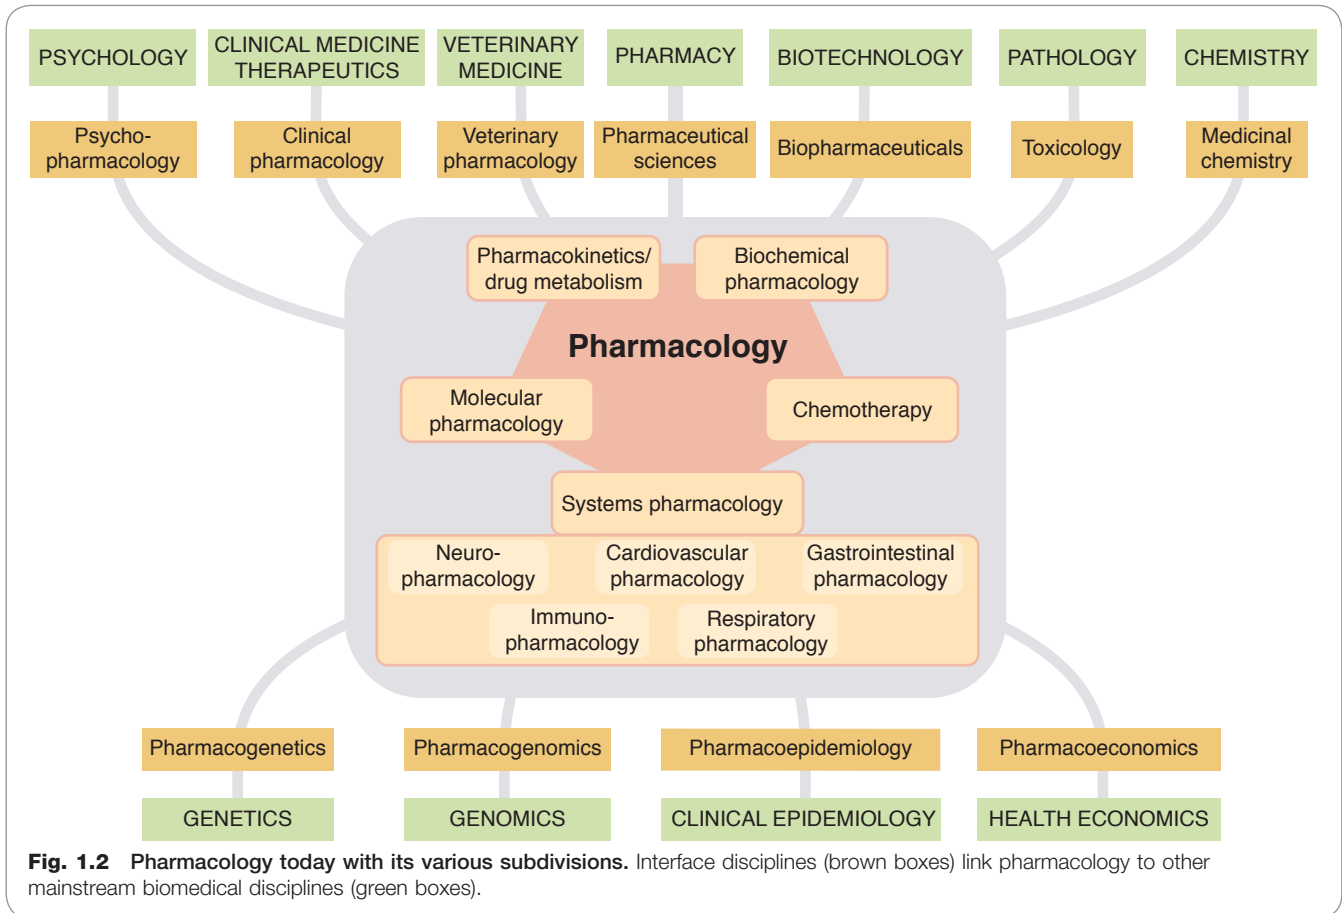 PSYCHOLOGY
CLINICAL MEDICINE
THERAPEUTICS
VETERINARY
MEDICINE
PHARMACY
BIOTECHNOLOGY
PATHOLOGY
CHEMISTRY
Psycho-
pharmacology
Clinical
pharmacology
Veterinary
pharmacology
Pharmaceutical
sciences
Biopharmaceuticals
Toxicology
Medicinal
chemistry
Pharmacokinetics/
drug metabolism
Biochemical
pharmacology
Pharmacology
Molecular
pharmacology
Chemotherapy
Systems pharmacology
Neuro-
pharmacology
Cardiovascular
pharmacology
Gastrointestinal
pharmacology
Immuno-
pharmacology
Respiratory
pharmacology
Pharmacogenetics
Pharmacogenomics
Pharmacoepidemiology
Pharmacoeconomics
GENETICS
GENOMICS
CLINICAL EPIDEMIOLOGY
HEALTH ECONOMICS
Fig. 1.2 Pharmacology today with its various subdivisions. Interface disciplines (brown boxes) link pharmacology to other
mainstream biomedical disciplines (green boxes).